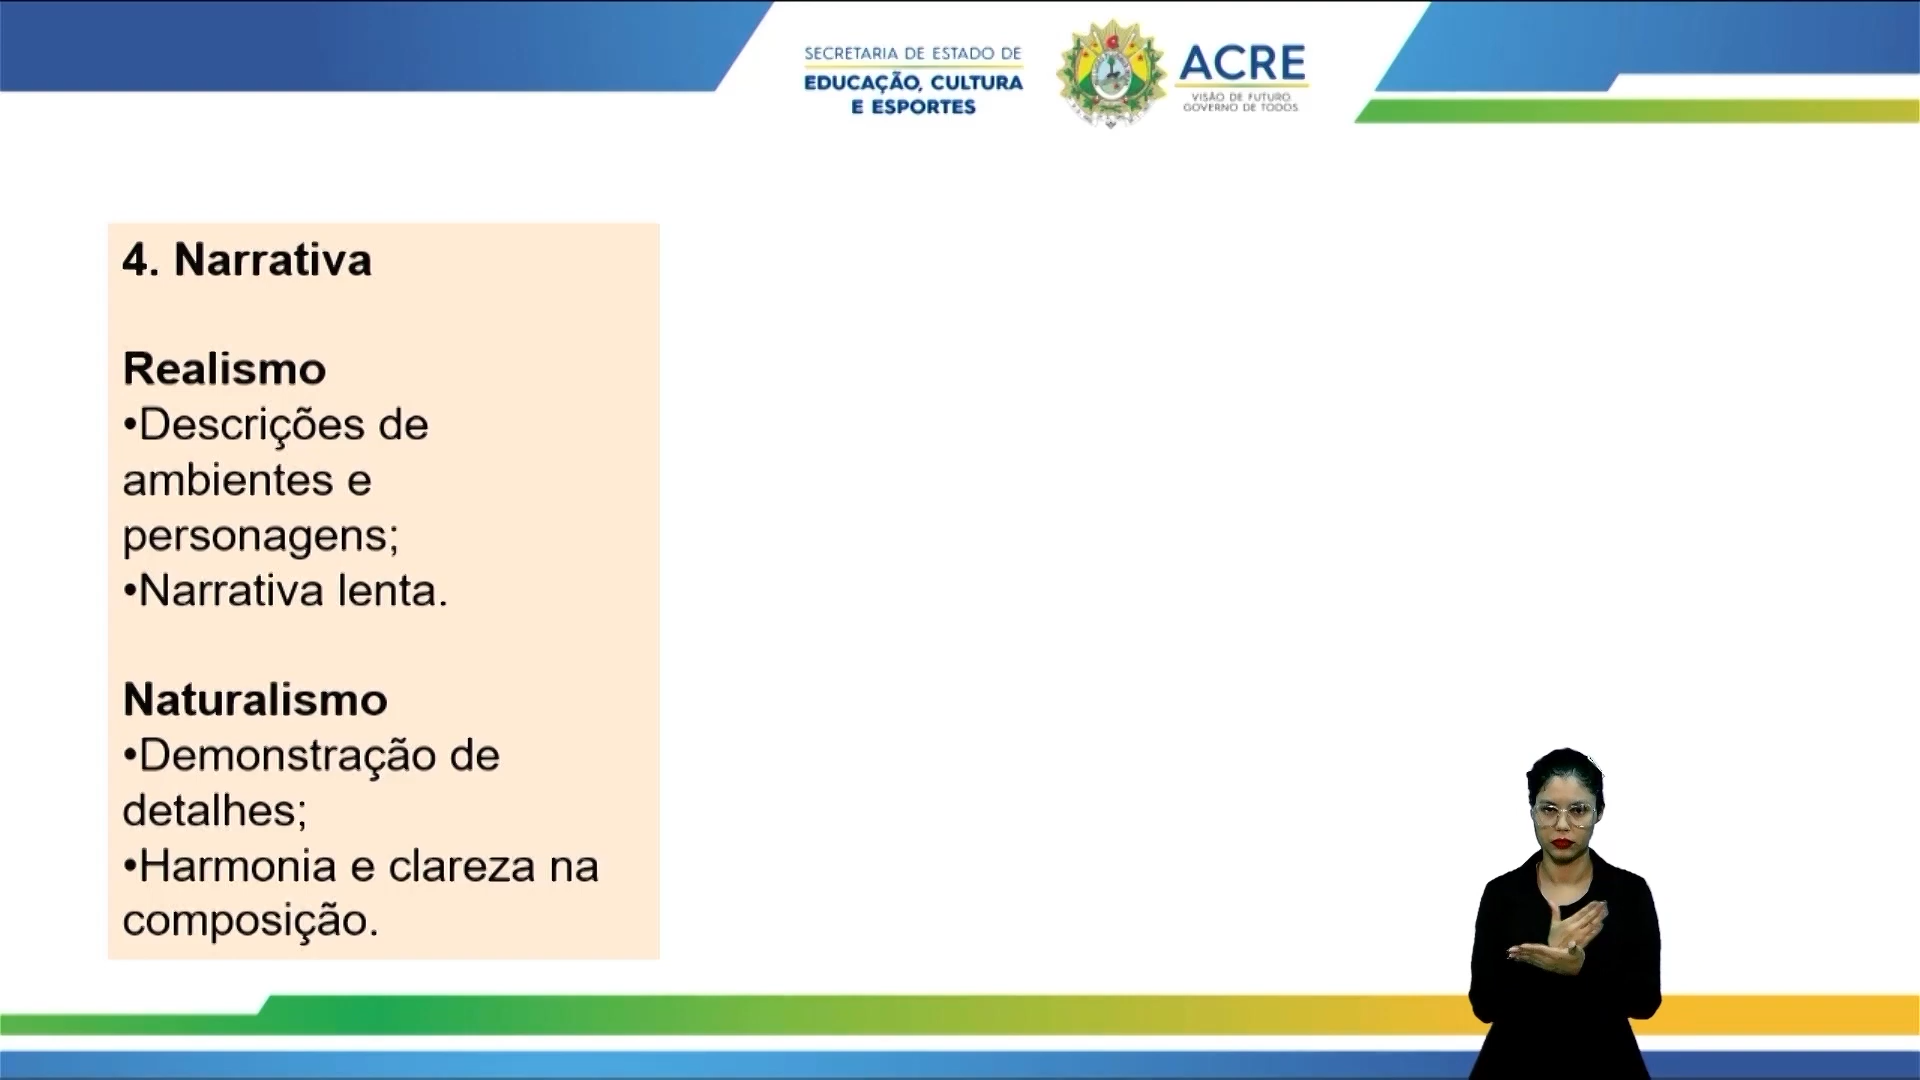 SECRETARIA DE ESTADO DE
EDUCAÇÃO, CULTURA
E ESPORTES
ACRE
VISÃO DE FUTURO
GOVERNO DE TODOS
4. Narrativa
Realismo
•Descrições de
ambientes e
personagens;
•Narrativa lenta.
Naturalismo
•Demonstração de
detalhes;
•Harmonia e clareza na
composição.